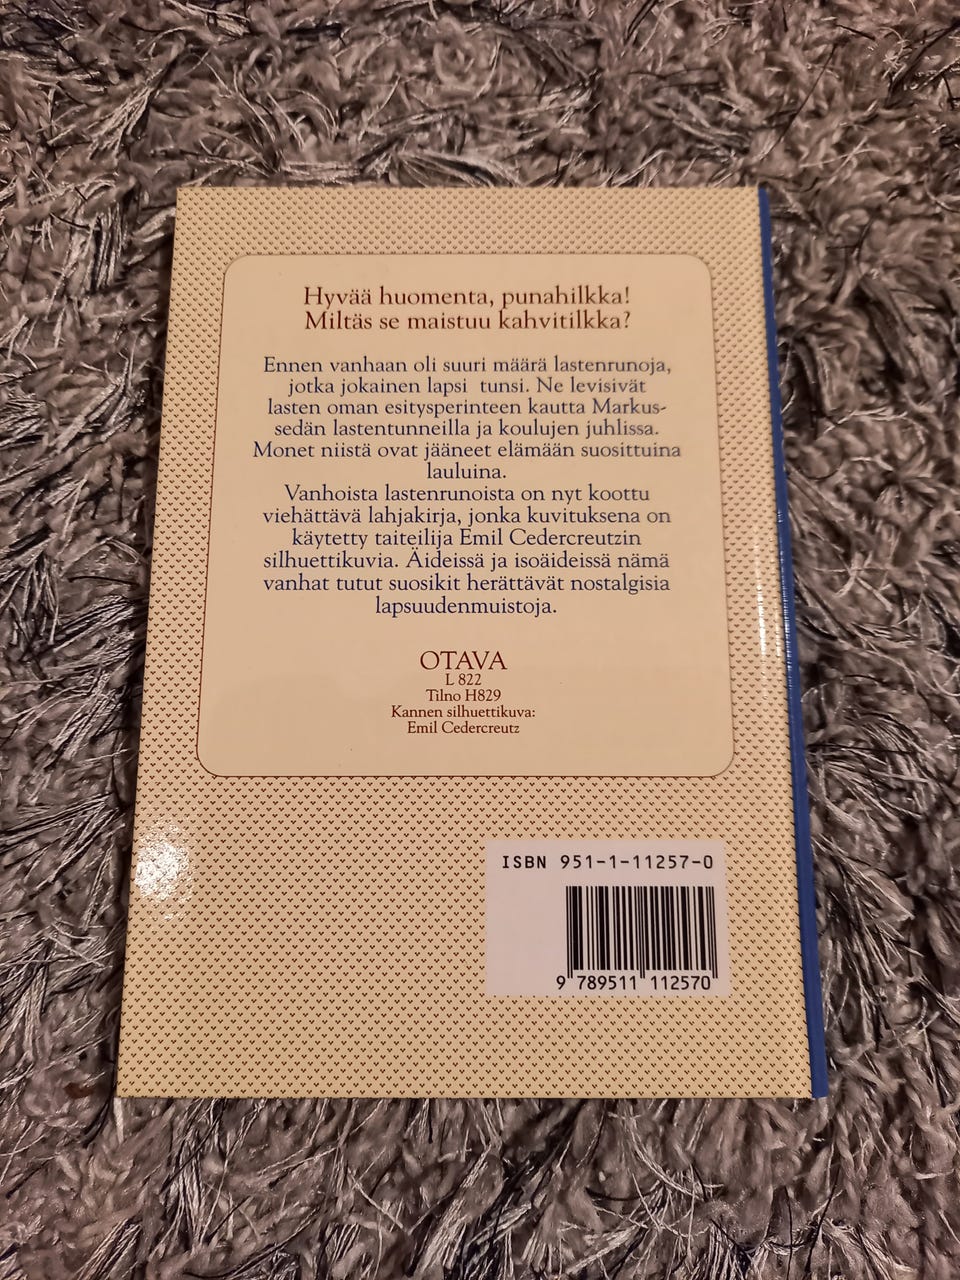 Hyvää huomenta, punahilkka!
Miltäs se maistuu kahvitilkka?
Ennen vanhaan oli suuri määrä lastenrunoja,
jotka jokainen lapsi tunsi. Ne levisivät
lasten oman esitysperinteen kautta Markus-
sedän lastentunneilla ja koulujen juhlissa.
Monet niistä ovat jääneet elämään suosittuina
lauluina.
Vanhoista lastenrunoista on nyt koottu
viehättävä lahjakirja, jonka kuvituksena on
käytetty taiteilija Emil Cedercreutzin
silhuettikuvia. Äideissä ja isoäideissä nämä
vanhat tutut suosikit herättävät nostalgisia
lapsuudenmuistoja.
OTAVA
L 822
Tilno H829
Kannen silhuettikuva:
Emil Cedercreutz
ISBN 951-1-11257-0
9 789511 112570